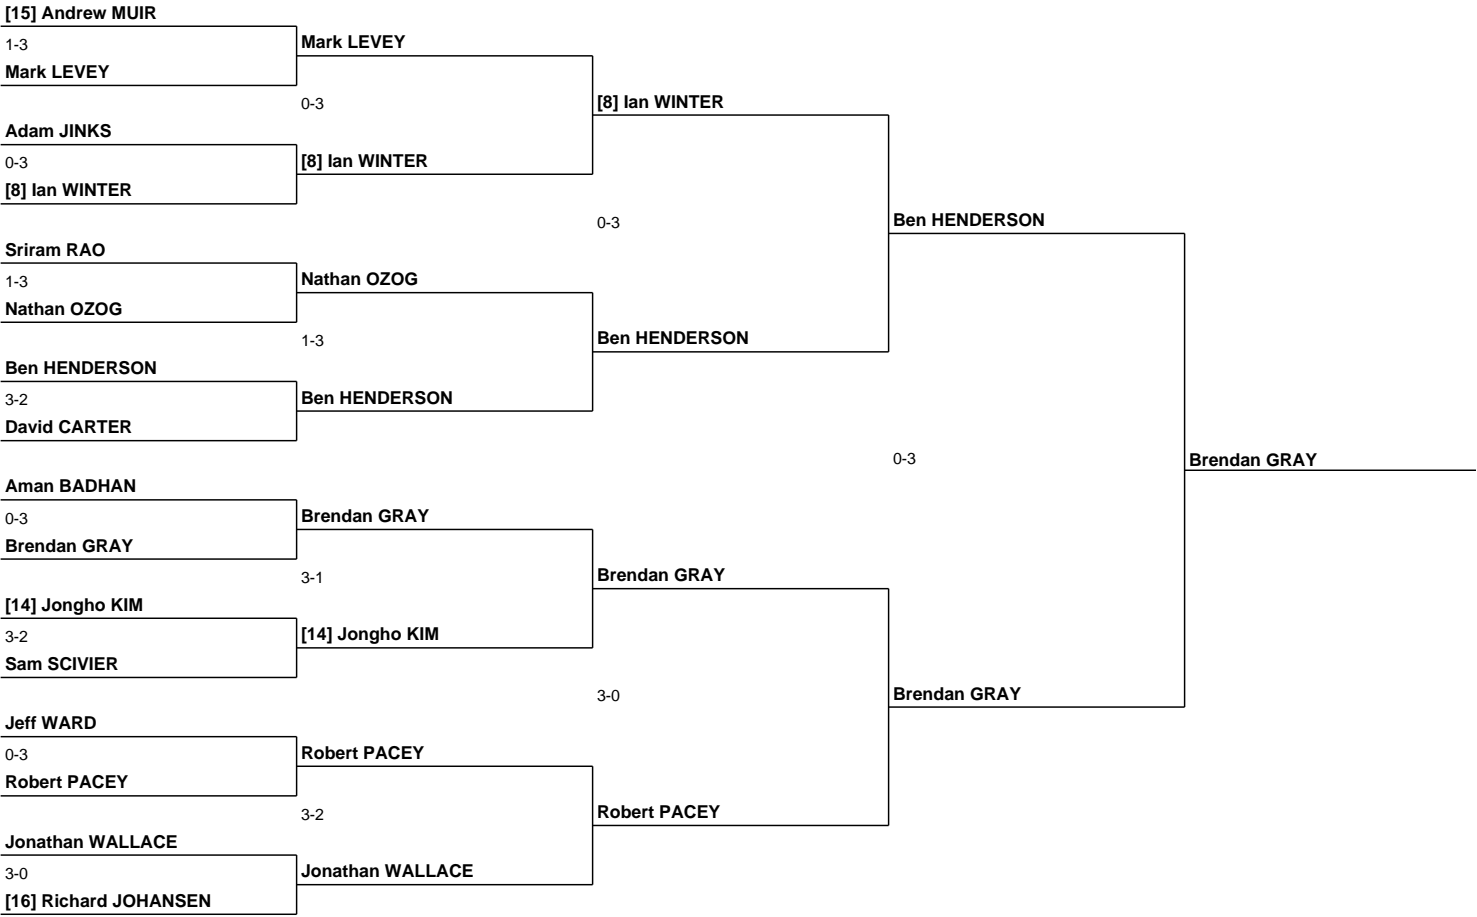 [15] Andrew MUIR
1-3
Mark LEVEY
Adam JINKS
0-3
[8] Ian WINTER
Sriram RAO
1-3
Nathan OZOG
Ben HENDERSON
3-2
David CARTER
Aman BADHAN
0-3
Brendan GRAY
[14] Jongho KIM
3-2
Sam SCIVIER
Jeff WARD
0-3
Robert PACEY
Jonathan WALLACE
3-0
[16] Richard JOHANSEN
Mark LEVEY
0-3
[8] Ian WINTER
Nathan OZOG
1-3
Ben HENDERSON
Brendan GRAY
3-1
[14] Jongho KIM
Robert PACEY
3-2
Jonathan WALLACE
[8] Ian WINTER
0-3
Ben HENDERSON
Brendan GRAY
3-0
Robert PACEY
Ben HENDERSON
0-3
Brendan GRAY
Brendan GRAY